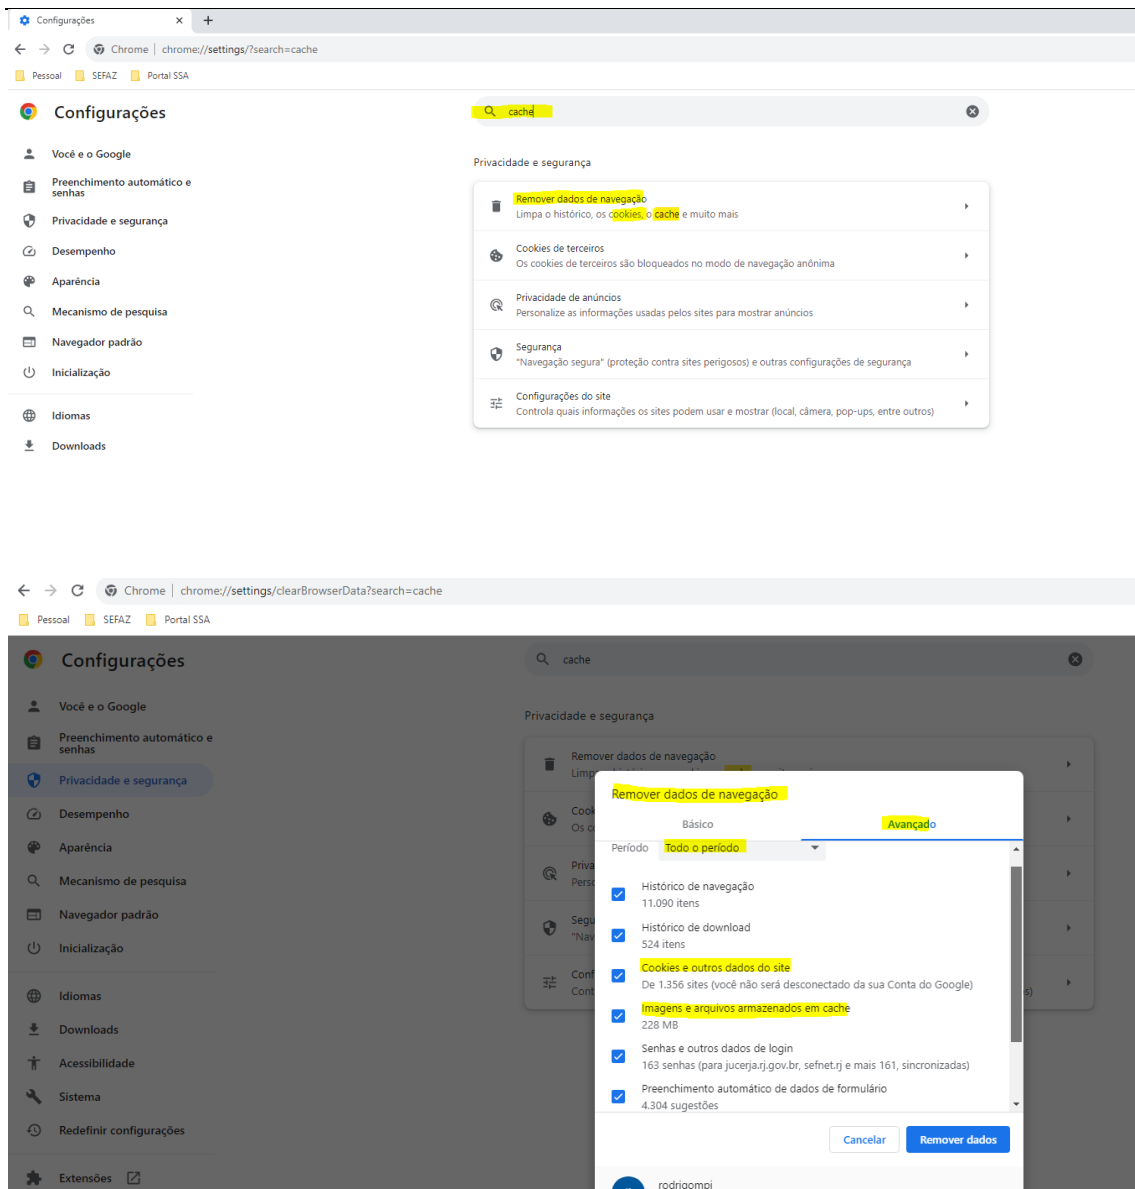 Configurações
Chrome | chrome://settings/?search=cache
Pessoal SEFAZ Portal SSA
Configurações
cache
Você e o Google
Preenchimento automático e
senhas
Privacidade e segurança
Desempenho
Aparência
Mecanismo de pesquisa
Navegador padrão
Inicialização
Idiomas
Downloads
Privacidade e segurança
Remover dados de navegação
Limpa o histórico, os cookies, o cache e muito mais
Cookies de terceiros
Os cookies de terceiros são bloqueados no modo de navegação anônima
Privacidade de anúncios
Personalize as informações usadas pelos sites para mostrar anúncios
Segurança
"Navegação segura" (proteção contra sites perigosos) e outras configurações de segurança
Configurações do site
Controla quais informações os sites podem usar e mostrar (local, câmera, pop-ups, entre outros)
Chrome | chrome://settings/clearBrowserData?search=cache
Pessoal SEFAZ Portal SSA
Configurações
cache
Você e o Google
Preenchimento automático e
senhas
Privacidade e segurança
Desempenho
Aparência
Mecanismo de pesquisa
Navegador padrão
Inicialização
Idiomas
Downloads
Acessibilidade
Sistema
Redefinir configurações
Extensões
Privacidade e segurança
Remover dados de navegação
Limp
Cook
Os c
Priva
Perso
Segu
"Nav
Conf
Cont
s)
Remover dados de navegação
Básico Avançado
Período Todo o período
Histórico de navegação
11.090 itens
Histórico de download
524 itens
Cookies e outros dados do site
De 1.356 sites (você não será desconectado da sua Conta do Google)
Imagens e arquivos armazenados em cache
228 MB
Senhas e outros dados de login
163 senhas (para jucerja.rj.gov.br, sefnet.rj e mais 161, sincronizadas)
Preenchimento automático de dados de formulário
4.304 sugestões
Cancelar Remover dados
rodrigompi